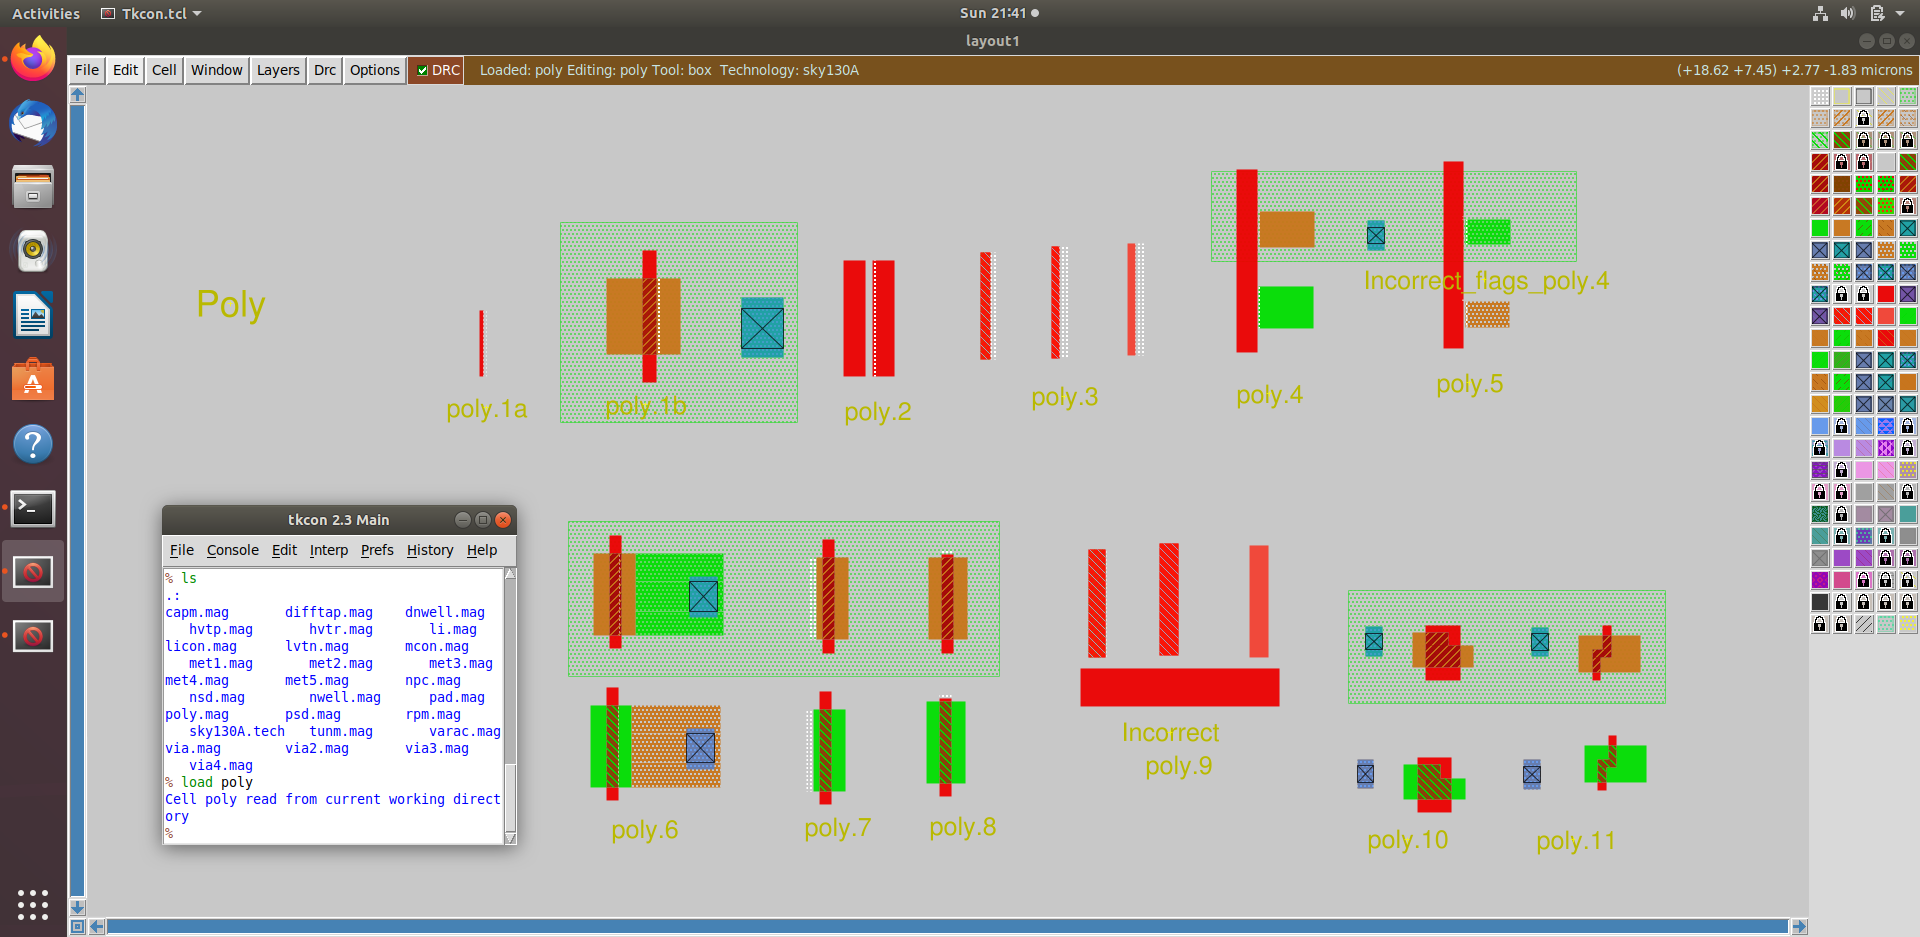 Activities Tkcon.tcl Sun 21:41
layout1
File Edit Cell Window Layers Drc Options DRC Loaded: poly Editing: poly Tool: box Technology: sky130A (+18.62 +7.45) +2.77 -1.83 microns
Poly
poly.1a
poly.1b
poly.2
poly.3
poly.4
Incorrect_flags_poly.4
poly.5
tkcon 2.3 Main
File Console Edit Interp Prefs History Help
% ls
.:
capm.mag difftap.mag dnwell.mag
hvtp.mag hvtr.mag li.mag
licon.mag lvtn.mag mcon.mag
met1.mag met2.mag met3.mag
met4.mag met5.mag npc.mag
nsd.mag nwell.mag pad.mag
poly.mag psd.mag rpm.mag
sky130A.tech tunm.mag varac.mag
via.mag via2.mag via3.mag
via4.mag
% load poly
Cell poly read from current working direct
ory
%
poly.6
poly.7
poly.8
Incorrect
poly.9
poly.10
poly.11